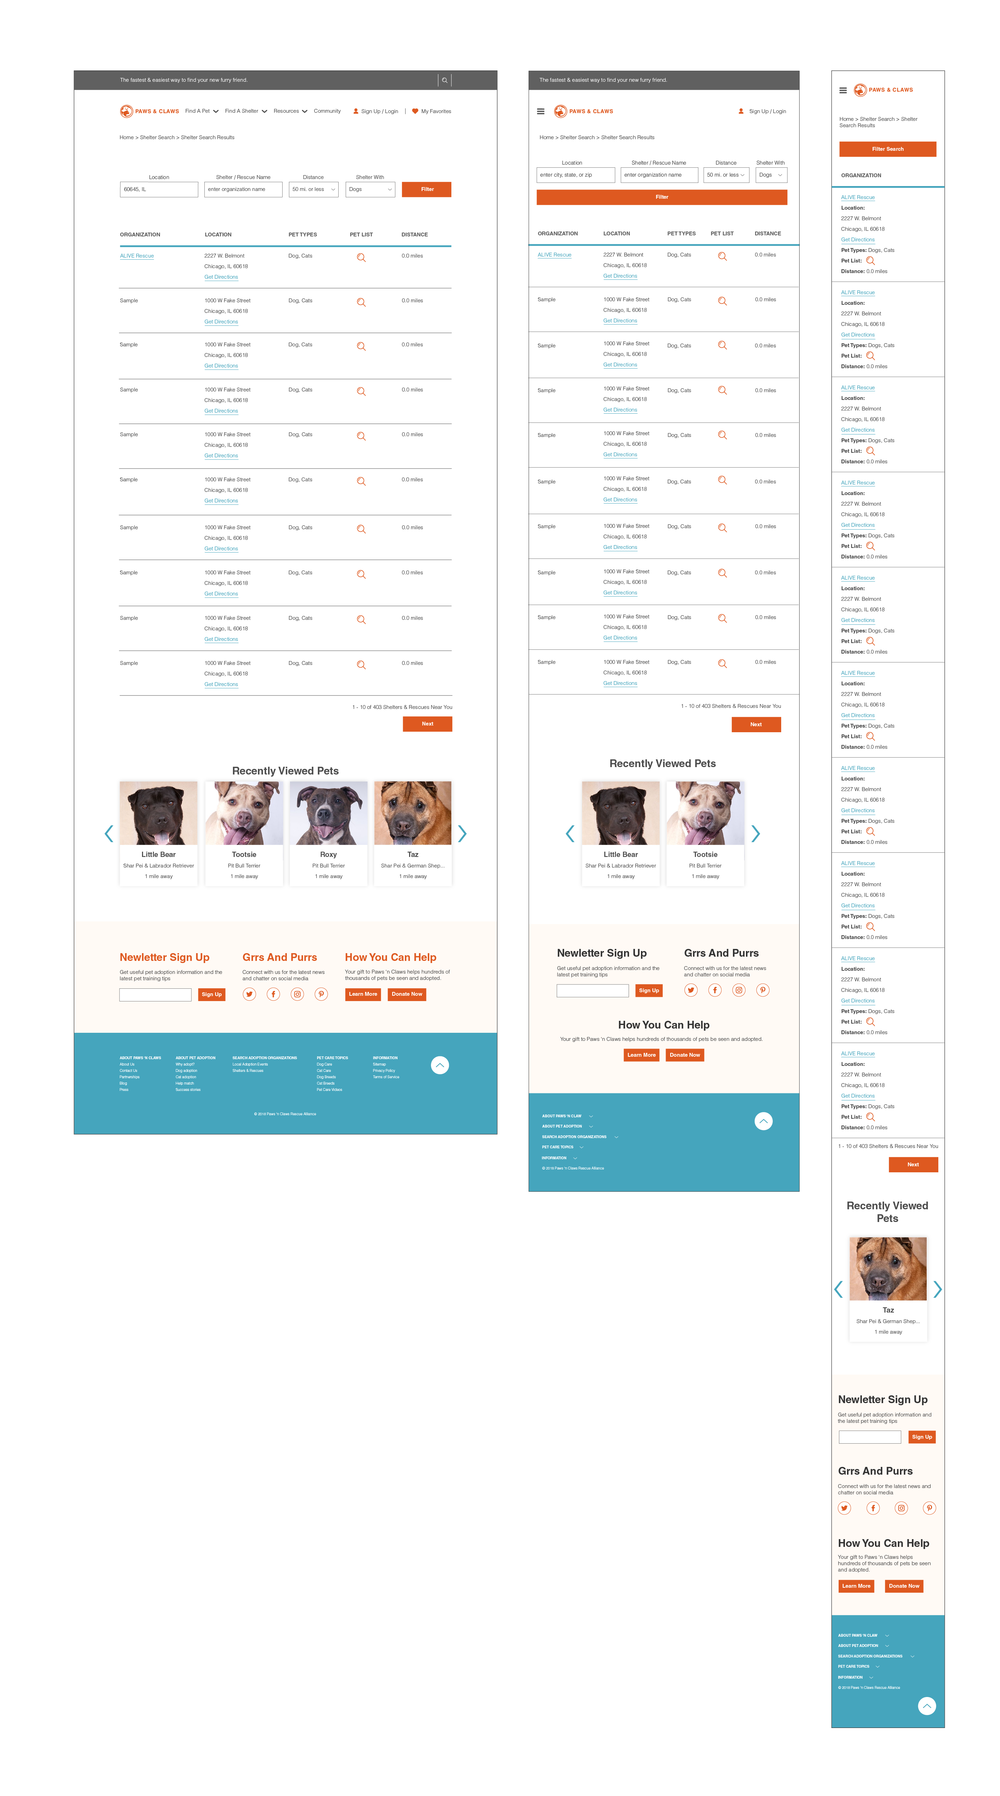 The fastest & easiest way to find your new furry friend.
PAWS & CLAWS Find A Pet Find A Shelter Resources Community Sign Up / Login | My Favorites
Home > Shelter Search > Shelter Search Results
Location Shelter / Rescue Name Distance Shelter With
60645, IL enter organization name 50 mi. or less Dogs Filter
ORGANIZATION LOCATION PET TYPES PET LIST DISTANCE
ALIVE Rescue 2227 W. Belmont Dog, Cats 0.0 miles
Chicago, IL 60618
Get Directions
Sample 1000 W Fake Street Dog, Cats 0.0 miles
Chicago, IL 60618
Get Directions
Sample 1000 W Fake Street Dog, Cats 0.0 miles
Chicago, IL 60618
Get Directions
Sample 1000 W Fake Street Dog, Cats 0.0 miles
Chicago, IL 60618
Get Directions
Sample 1000 W Fake Street Dog, Cats 0.0 miles
Chicago, IL 60618
Get Directions
Sample 1000 W Fake Street Dog, Cats 0.0 miles
Chicago, IL 60618
Get Directions
Sample 1000 W Fake Street Dog, Cats 0.0 miles
Chicago, IL 60618
Get Directions
Sample 1000 W Fake Street Dog, Cats 0.0 miles
Chicago, IL 60618
Get Directions
Sample 1000 W Fake Street Dog, Cats 0.0 miles
Chicago, IL 60618
Get Directions
Sample 1000 W Fake Street Dog, Cats 0.0 miles
Chicago, IL 60618
Get Directions
1 - 10 of 403 Shelters & Rescues Near You
Next
Recently Viewed Pets
Little Bear Tootsie Roxy Taz
Shar Pei & Labrador Retriever Pit Bull Terrier Pit Bull Terrier Shar Pei & German Shep...
1 mile away 1 mile away 1 mile away 1 mile away
Newletter Sign Up Grrs And Purrs How You Can Help
Get useful pet adoption information and the Connect with us for the latest news Your gift to Paws 'n Claws helps hundreds of
latest pet training tips and chatter on social media thousands of pets be seen and adopted.
Sign Up Learn More Donate Now
ABOUT PAWS 'N CLAWS ABOUT PET ADOPTION SEARCH ADOPTION ORGANIZATIONS PET CARE TOPICS INFORMATION
About Us Why adopt? Local Adoption Events Dog Care Sitemap
Contact Us Dog adoption Shelters & Rescues Cat Care Privacy Policy
Partnerships Cat adoption Dog Breeds Terms of Service
Blog Help match Cat Breeds
Press Success stories Pet Care Videos
© 2018 Paws 'n Claws Rescue Alliance
The fastest & easiest way to find your new furry friend.
PAWS & CLAWS Sign Up / Login
Home > Shelter Search > Shelter Search Results
Location Shelter / Rescue Name Distance Shelter With
enter city, state, or zip enter organization name 50 mi. or less Dogs
Filter
ORGANIZATION LOCATION PET TYPES PET LIST DISTANCE
ALIVE Rescue 2227 W. Belmont Dog, Cats 0.0 miles
Chicago, IL 60618
Get Directions
Sample 1000 W Fake Street Dog, Cats 0.0 miles
Chicago, IL 60618
Get Directions
Sample 1000 W Fake Street Dog, Cats 0.0 miles
Chicago, IL 60618
Get Directions
Sample 1000 W Fake Street Dog, Cats 0.0 miles
Chicago, IL 60618
Get Directions
Sample 1000 W Fake Street Dog, Cats 0.0 miles
Chicago, IL 60618
Get Directions
Sample 1000 W Fake Street Dog, Cats 0.0 miles
Chicago, IL 60618
Get Directions
Sample 1000 W Fake Street Dog, Cats 0.0 miles
Chicago, IL 60618
Get Directions
Sample 1000 W Fake Street Dog, Cats 0.0 miles
Chicago, IL 60618
Get Directions
Sample 1000 W Fake Street Dog, Cats 0.0 miles
Chicago, IL 60618
Get Directions
Sample 1000 W Fake Street Dog, Cats 0.0 miles
Chicago, IL 60618
Get Directions
1 - 10 of 403 Shelters & Rescues Near You
Next
Recently Viewed Pets
Little Bear Tootsie
Shar Pei & Labrador Retriever Pit Bull Terrier
1 mile away 1 mile away
Newletter Sign Up Grrs And Purrs
Get useful pet adoption information and the Connect with us for the latest news
latest pet training tips and chatter on social media
Sign Up
How You Can Help
Your gift to Paws 'n Claws helps hundreds of thousands of pets be seen and adopted.
Learn More Donate Now
ABOUT PAWS 'N CLAW
ABOUT PET ADOPTION
SEARCH ADOPTION ORGANIZATIONS
PET CARE TOPICS
INFORMATION
© 2018 Paws 'n Claws Rescue Alliance
PAWS & CLAWS
Home > Shelter Search > Shelter
Search Results
Filter Search
ORGANIZATION
ALIVE Rescue
Location:
2227 W. Belmont
Chicago, IL 60618
Get Directions
Pet Types: Dogs, Cats
Pet List:
Distance: 0.0 miles
ALIVE Rescue
Location:
2227 W. Belmont
Chicago, IL 60618
Get Directions
Pet Types: Dogs, Cats
Pet List:
Distance: 0.0 miles
ALIVE Rescue
Location:
2227 W. Belmont
Chicago, IL 60618
Get Directions
Pet Types: Dogs, Cats
Pet List:
Distance: 0.0 miles
ALIVE Rescue
Location:
2227 W. Belmont
Chicago, IL 60618
Get Directions
Pet Types: Dogs, Cats
Pet List:
Distance: 0.0 miles
ALIVE Rescue
Location:
2227 W. Belmont
Chicago, IL 60618
Get Directions
Pet Types: Dogs, Cats
Pet List:
Distance: 0.0 miles
ALIVE Rescue
Location:
2227 W. Belmont
Chicago, IL 60618
Get Directions
Pet Types: Dogs, Cats
Pet List:
Distance: 0.0 miles
ALIVE Rescue
Location:
2227 W. Belmont
Chicago, IL 60618
Get Directions
Pet Types: Dogs, Cats
Pet List:
Distance: 0.0 miles
ALIVE Rescue
Location:
2227 W. Belmont
Chicago, IL 60618
Get Directions
Pet Types: Dogs, Cats
Pet List:
Distance: 0.0 miles
ALIVE Rescue
Location:
2227 W. Belmont
Chicago, IL 60618
Get Directions
Pet Types: Dogs, Cats
Pet List:
Distance: 0.0 miles
ALIVE Rescue
Location:
2227 W. Belmont
Chicago, IL 60618
Get Directions
Pet Types: Dogs, Cats
Pet List:
Distance: 0.0 miles
1 - 10 of 403 Shelters & Rescues Near You
Next
Recently Viewed
Pets
Taz
Shar Pei & German Shep...
1 mile away
Newletter Sign Up
Get useful pet adoption information and
the latest pet training tips
Sign Up
Grrs And Purrs
Connect with us for the latest news and
chatter on social media
How You Can Help
Your gift to Paws 'n Claws helps
hundreds of thousands of pets be seen
and adopted.
Learn More Donate Now
ABOUT PAWS 'N CLAW
ABOUT PET ADOPTION
SEARCH ADOPTION ORGANIZATIONS
PET CARE TOPICS
INFORMATION
© 2018 Paws 'n Claws Rescue Alliance